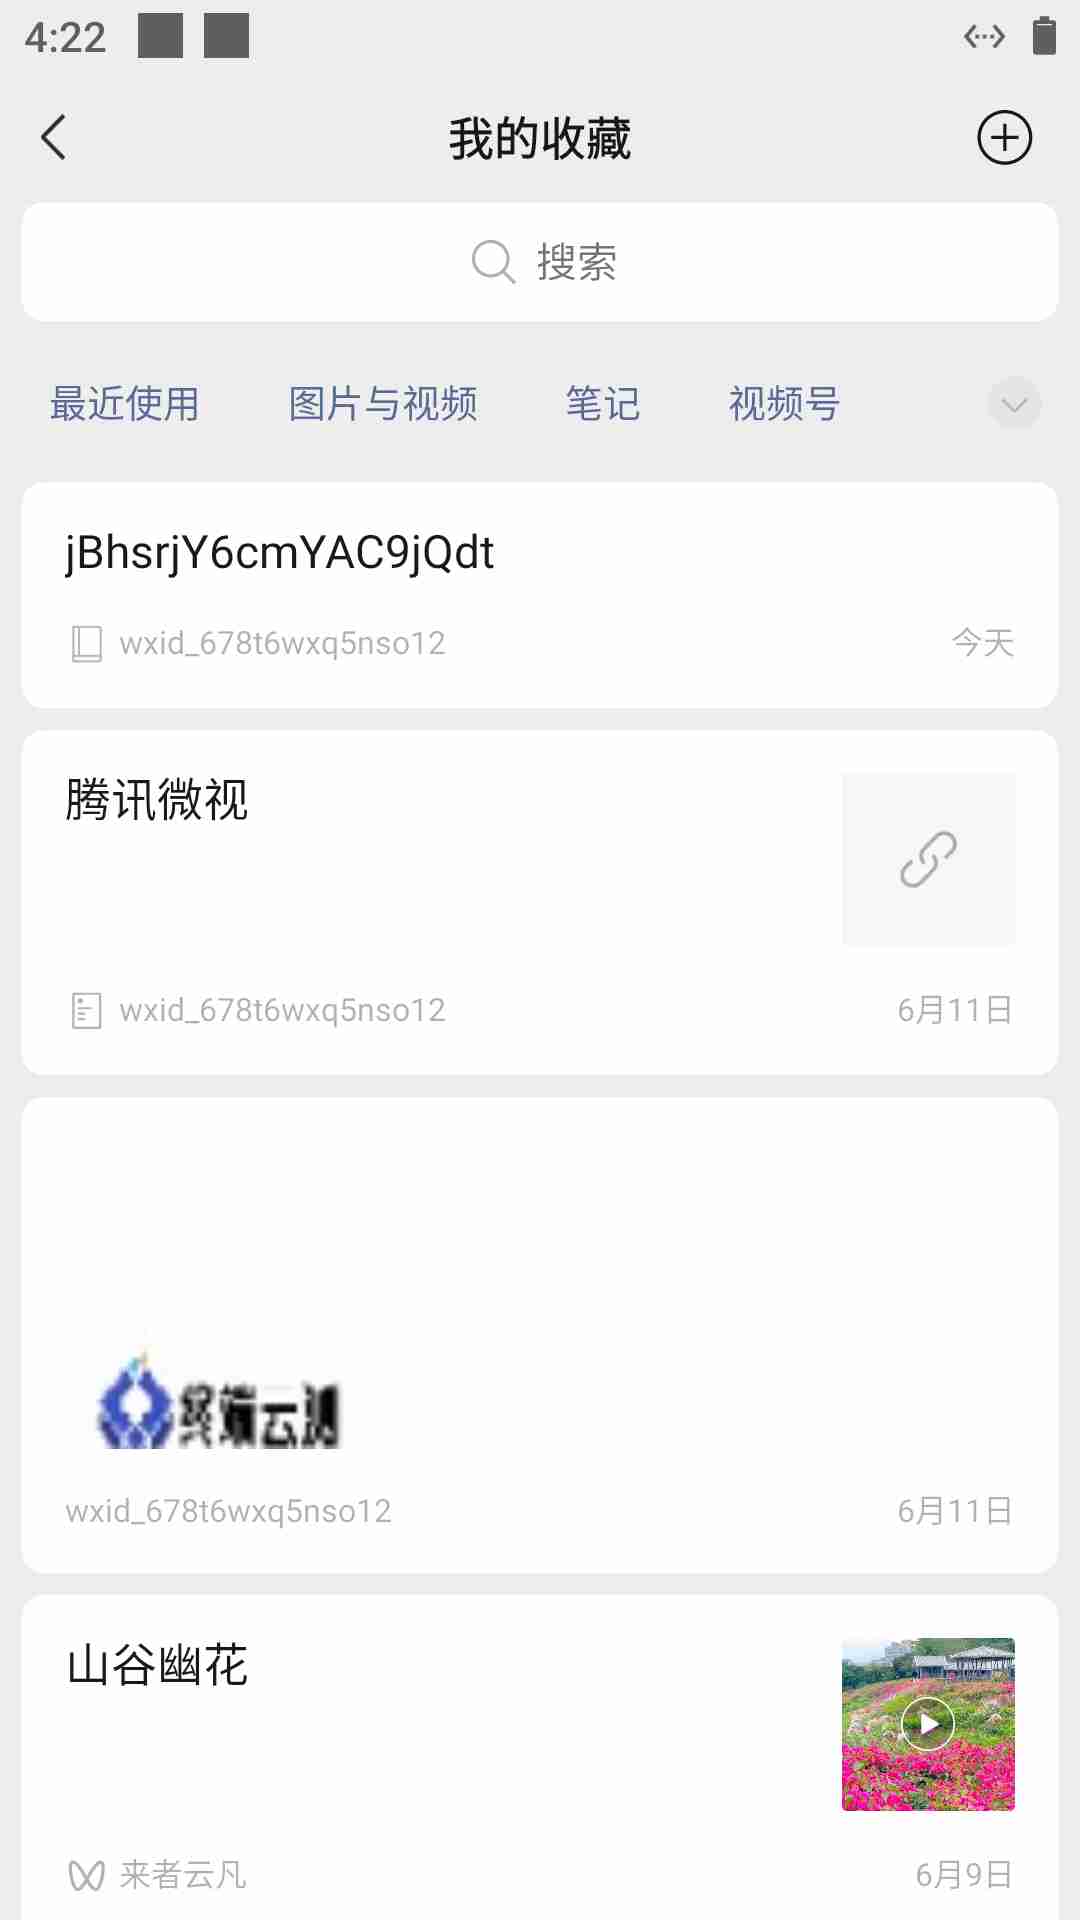 4:22
我的收藏
搜索
最近使用 图片与视频 笔记 视频号
jBhsrjY6cmYAC9jQdt
wxid_678t6wxq5nso12 今天
腾讯微视
wxid_678t6wxq5nso12 6月11日
终端云测
wxid_678t6wxq5nso12 6月11日
山谷幽花
来者云凡 6月9日